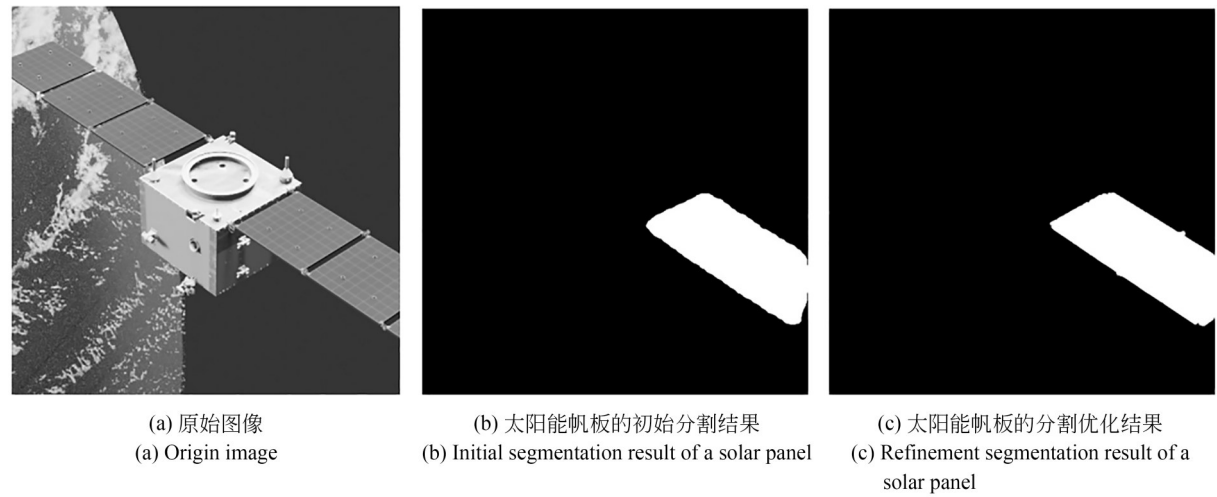 (a) 原始图像
(a) Origin image
(b) 太阳能帆板的初始分割结果
(b) Initial segmentation result of a solar panel
(c) 太阳能帆板的分割优化结果
(c) Refinement segmentation result of a
solar panel